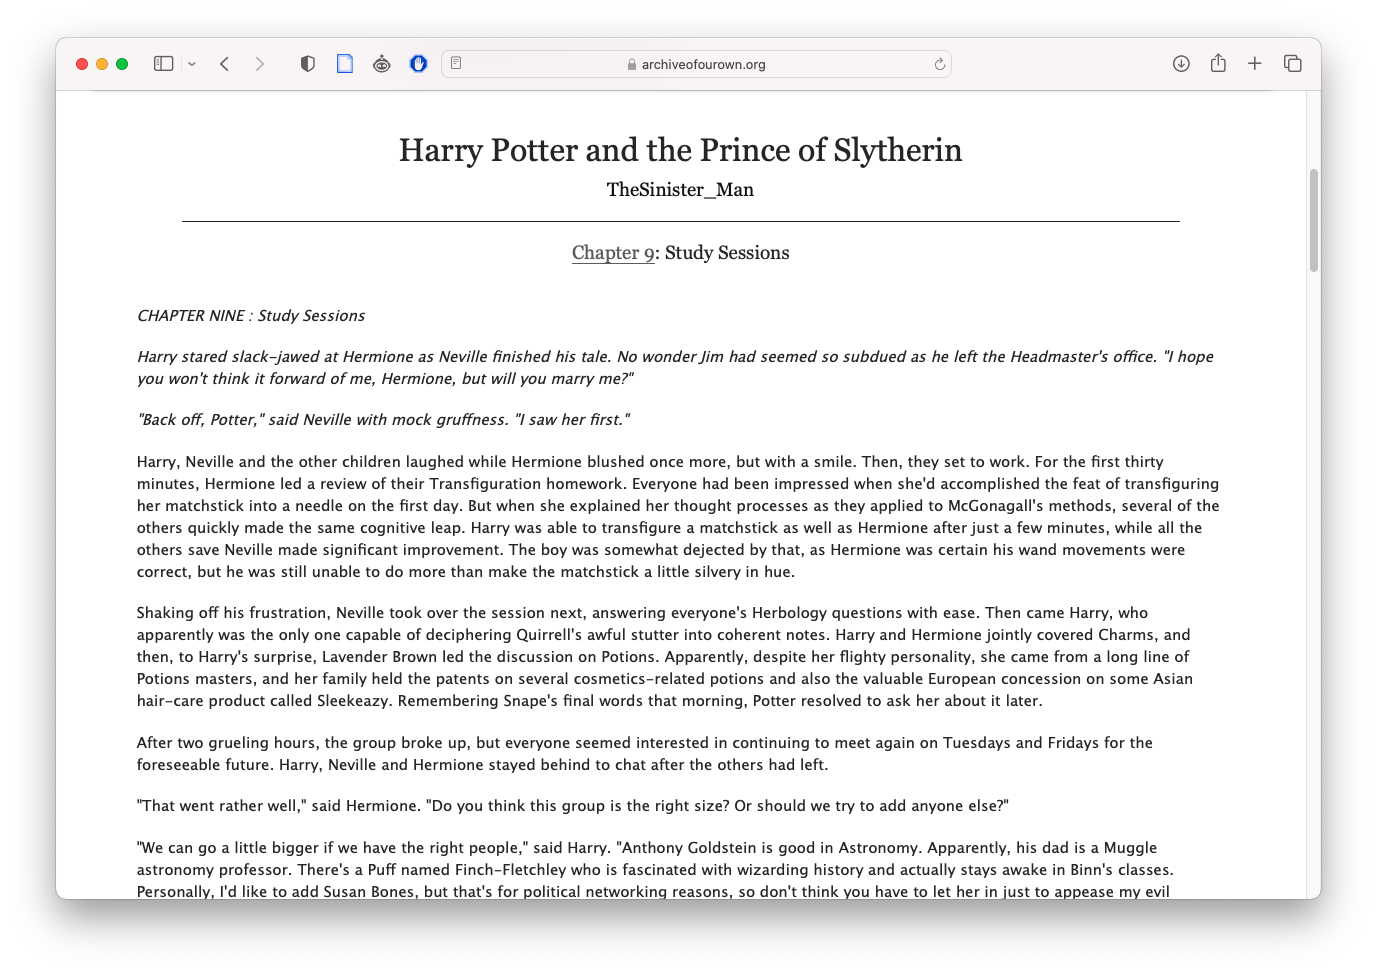 archiveofourown.org
Harry Potter and the Prince of Slytherin
TheSinister_Man
Chapter 9: Study Sessions
CHAPTER NINE : Study Sessions
Harry stared slack-jawed at Hermione as Neville finished his tale. No wonder Jim had seemed so subdued as he left the Headmaster's office. "I hope
you won't think it forward of me, Hermione, but will you marry me?"
"Back off, Potter," said Neville with mock gruffness. "I saw her first."
Harry, Neville and the other children laughed while Hermione blushed once more, but with a smile. Then, they set to work. For the first thirty
minutes, Hermione led a review of their Transfiguration homework. Everyone had been impressed when she'd accomplished the feat of transfiguring
her matchstick into a needle on the first day. But when she explained her thought processes as they applied to McGonagall's methods, several of the
others quickly made the same cognitive leap. Harry was able to transfigure a matchstick as well as Hermione after just a few minutes, while all the
others save Neville made significant improvement. The boy was somewhat dejected by that, as Hermione was certain his wand movements were
correct, but he was still unable to do more than make the matchstick a little silvery in hue.
Shaking off his frustration, Neville took over the session next, answering everyone's Herbology questions with ease. Then came Harry, who
apparently was the only one capable of deciphering Quirrell's awful stutter into coherent notes. Harry and Hermione jointly covered Charms, and
then, to Harry's surprise, Lavender Brown led the discussion on Potions. Apparently, despite her flighty personality, she came from a long line of
Potions masters, and her family held the patents on several cosmetics-related potions and also the valuable European concession on some Asian
hair-care product called Sleekeazy. Remembering Snape's final words that morning, Potter resolved to ask her about it later.
After two grueling hours, the group broke up, but everyone seemed interested in continuing to meet again on Tuesdays and Fridays for the
foreseeable future. Harry, Neville and Hermione stayed behind to chat after the others had left.
"That went rather well," said Hermione. "Do you think this group is the right size? Or should we try to add anyone else?"
"We can go a little bigger if we have the right people," said Harry. "Anthony Goldstein is good in Astronomy. Apparently, his dad is a Muggle
astronomy professor. There's a Puff named Finch-Fletchley who is fascinated with wizarding history and actually stays awake in Binn's classes.
Personally, I'd like to add Susan Bones, but that's for political networking reasons, so don't think you have to let her in just to appease my evil